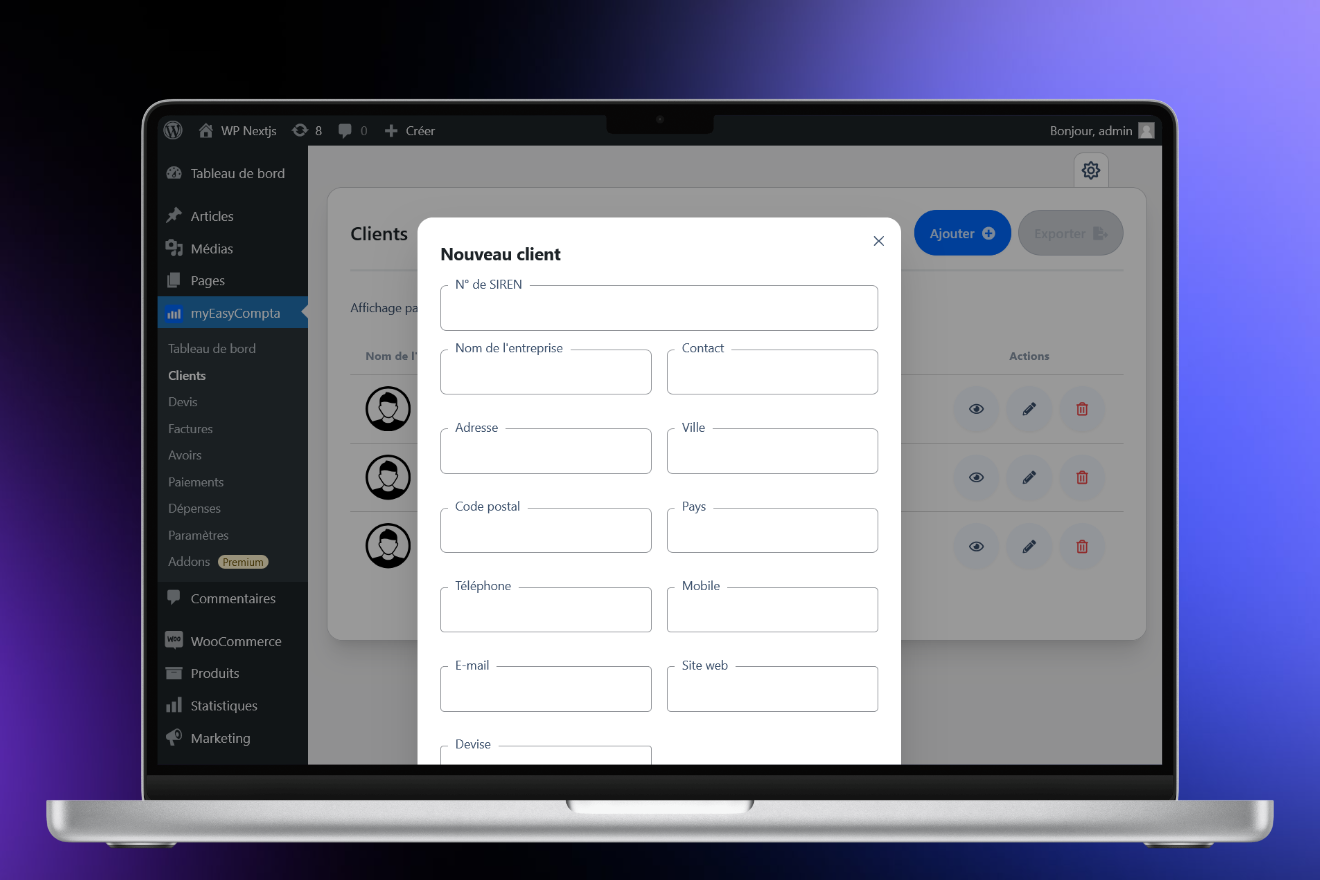 WP Nextjs
8
0
Créer
Bonjour, admin
Tableau de bord
Articles
Médias
Pages
myEasyCompta
Tableau de bord
Clients
Devis
Factures
Avoirs
Paiements
Dépenses
Paramètres
Addons Premium
Commentaires
WooCommerce
Produits
Statistiques
Marketing
Clients
Ajouter
Exporter
Affichage pa
Nom de l'
Actions
Nouveau client
N° de SIREN
Nom de l'entreprise
Contact
Adresse
Ville
Code postal
Pays
Téléphone
Mobile
E-mail
Site web
Devise